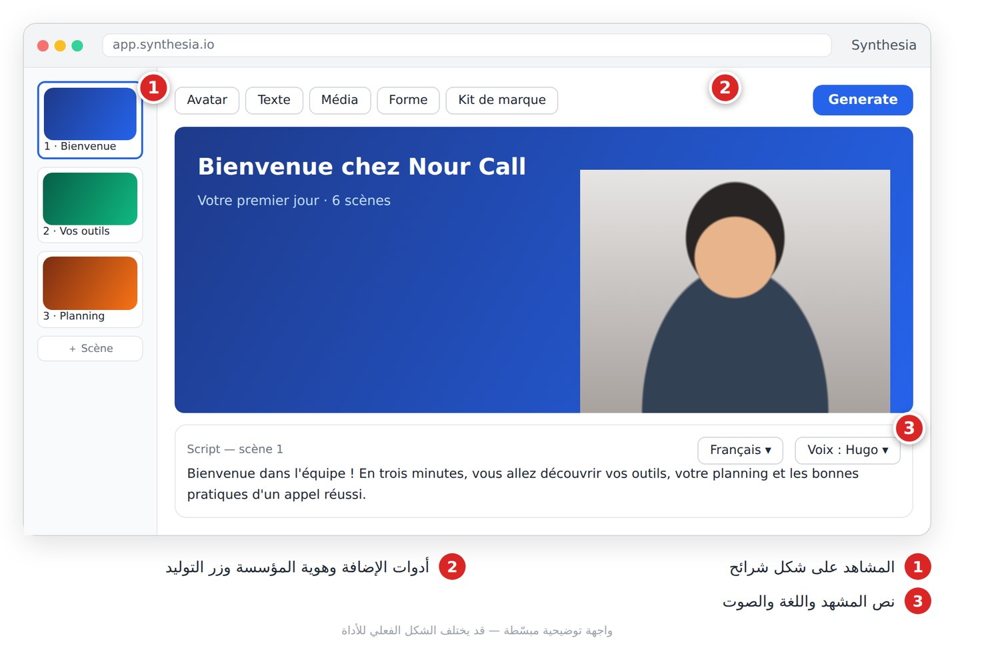 app.synthesia.io
Synthesia
1
1 · Bienvenue
2 · Vos outils
3 · Planning
+ Scène
Avatar
Texte
Média
Forme
Kit de marque
2
Generate
Bienvenue chez Nour Call
Votre premier jour · 6 scènes
3
Script — scène 1
Français ▾
Voix : Hugo ▾
Bienvenue dans l'équipe ! En trois minutes, vous allez découvrir vos outils, votre planning et les bonnes
pratiques d'un appel réussi.
1 المشاهد على شكل شرائح
2 أدوات الإضافة وهوية المؤسسة وزر التوليد
3 نص المشهد واللغة والصوت
واجهة توضيحية مبسّطة — قد يختلف الشكل الفعلي للأداة